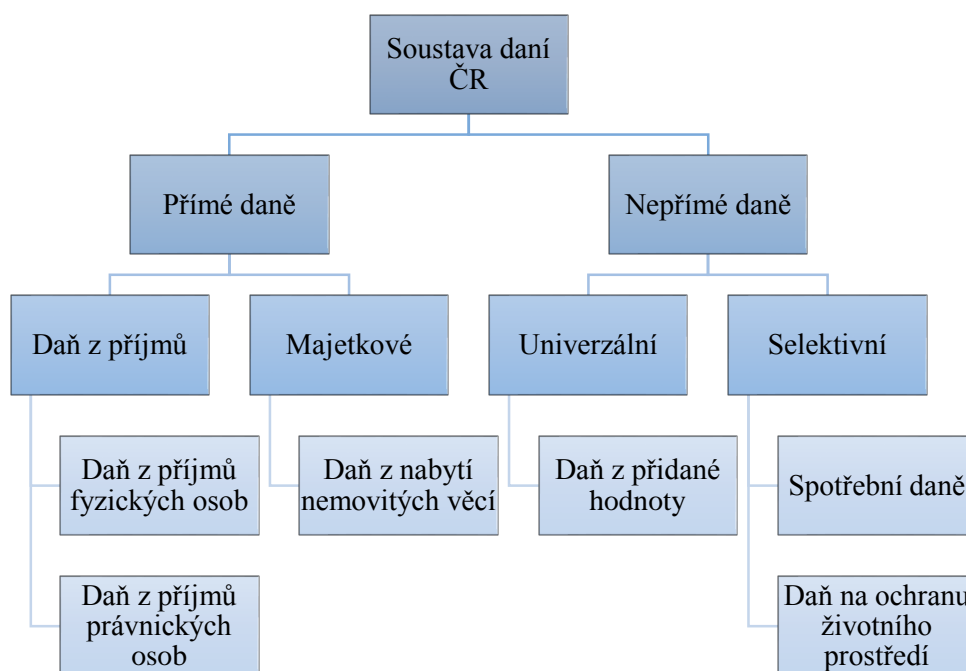 Soustava daní
ČR
Přímé daně
Nepřímé daně
Daň z příjmů
Majetkové
Univerzální
Selektivní
Daň z příjmů
fyzických osob
Daň z nabytí
nemovitých věcí
Daň z přidané
hodnoty
Spotřební daně
Daň z příjmů
právnických
osob
Daň na ochranu
životního
prostředí